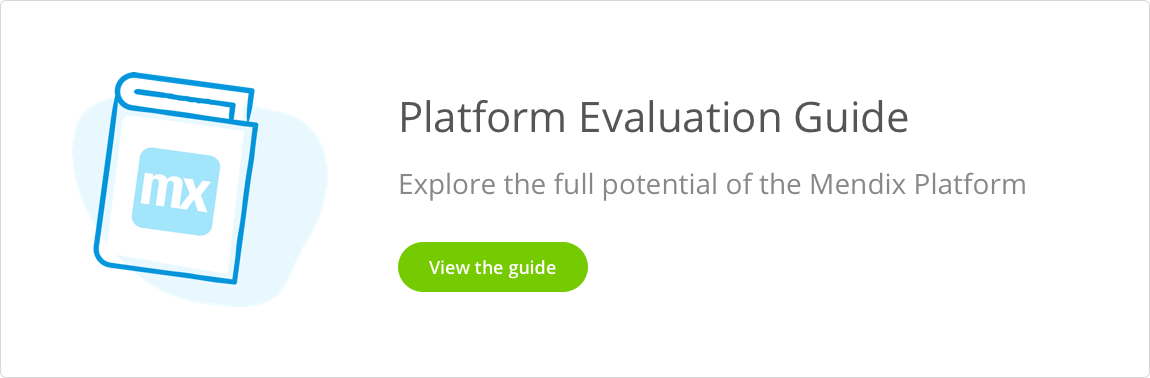 mx
Platform Evaluation Guide
Explore the full potential of the Mendix Platform
View the guide